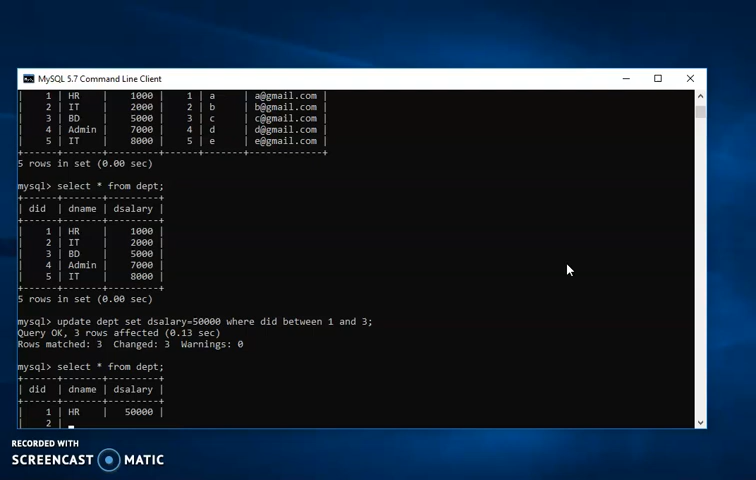 MySQL 5.7 Command Line Client
|    1 | HR    |    1000 |    1 | a     | a@gmail.com |
|    2 | IT    |    2000 |    2 | b     | b@gmail.com |
|    3 | BD    |    5000 |    3 | c     | c@gmail.com |
|    4 | Admin |    7000 |    4 | d     | d@gmail.com |
|    5 | IT    |    8000 |    5 | e     | e@gmail.com |
+------+-------+---------+------+-------+-------------+
5 rows in set (0.00 sec)
mysql> select * from dept;
+------+-------+---------+
| did  | dname | dsalary |
+------+-------+---------+
|    1 | HR    |    1000 |
|    2 | IT    |    2000 |
|    3 | BD    |    5000 |
|    4 | Admin |    7000 |
|    5 | IT    |    8000 |
+------+-------+---------+
5 rows in set (0.00 sec)
mysql> update dept set dsalary=50000 where did between 1 and 3;
Query OK, 3 rows affected (0.13 sec)
Rows matched: 3  Changed: 3  Warnings: 0
mysql> select * from dept;
+------+-------+---------+
| did  | dname | dsalary |
+------+-------+---------+
|    1 | HR    |   50000 |
|    2 |
RECORDED WITH
SCREENCAST MATIC